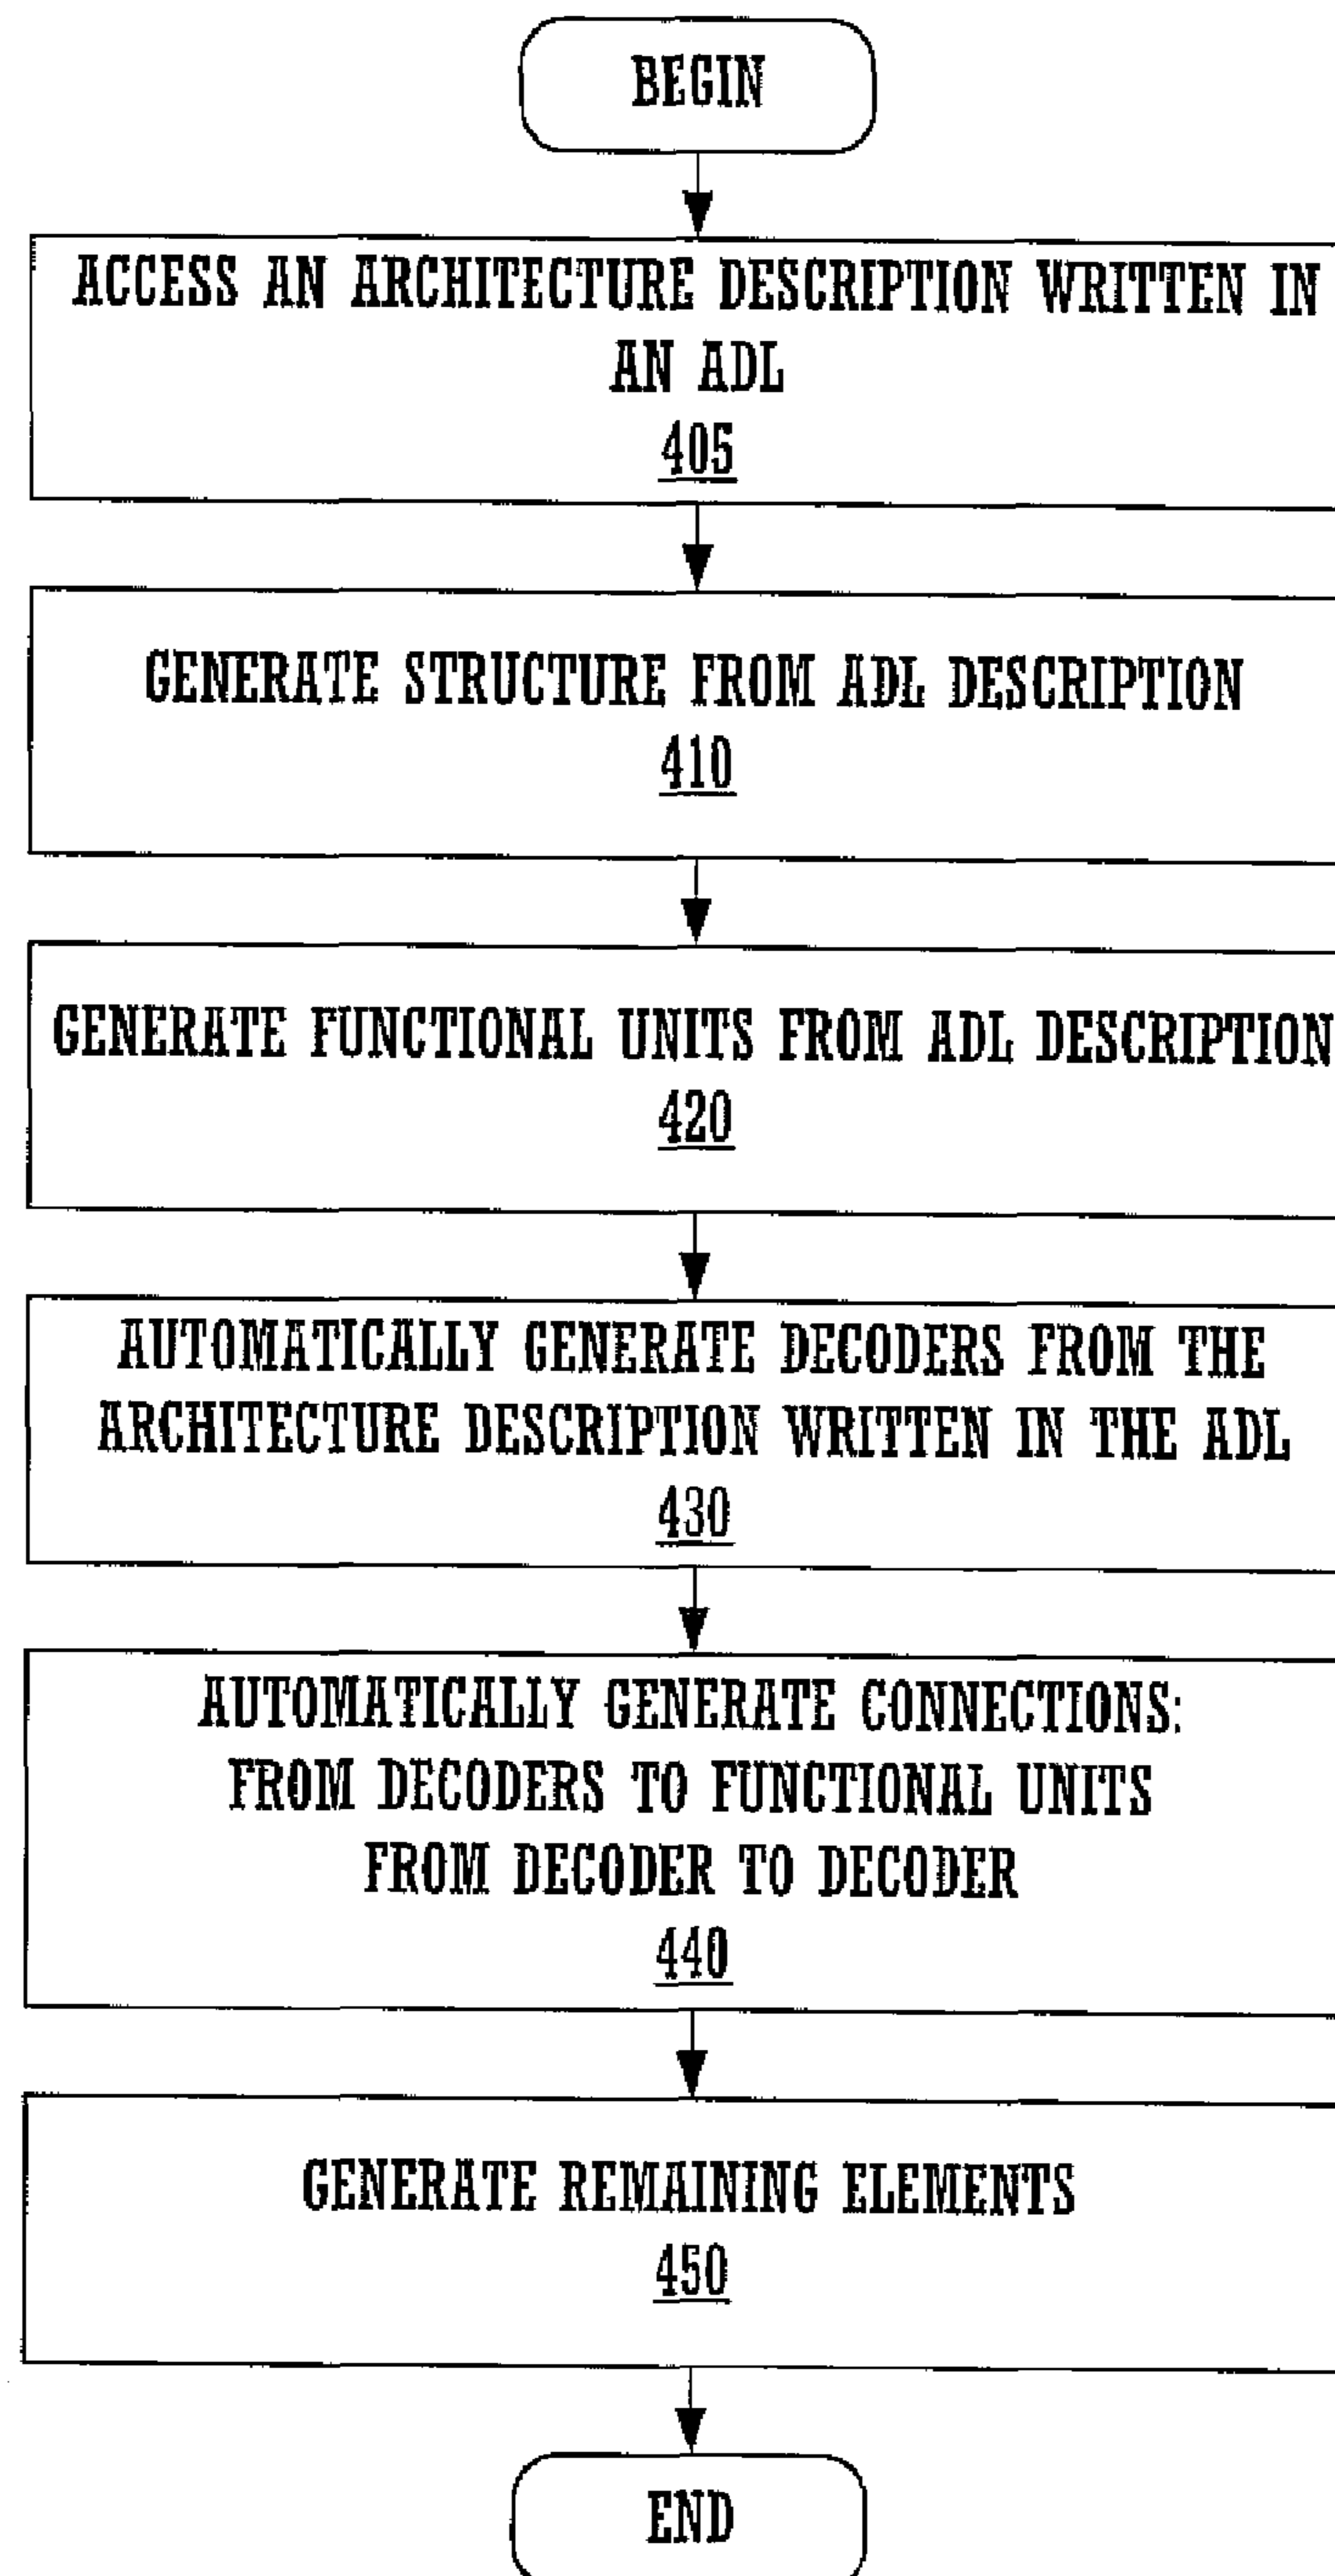 BEGIN
ACCESS AN ARCHITECTURE DESCRIPTION WRITTEN IN
AN ADL
405
GENERATE STRUCTURE FROM ADL DESCRIPTION
410
GENERATE FUNCTIONAL UNITS FROM ADL DESCRIPTION
420
AUTOMATICALLY GENERATE DECODERS FROM THE
ARCHITECTURE DESCRIPTION WRITTEN IN THE ADL
430
AUTOMATICALLY GENERATE CONNECTIONS:
FROM DECODERS TO FUNCTIONAL UNITS
FROM DECODER TO DECODER
440
GENERATE REMAINING ELEMENTS
450
END